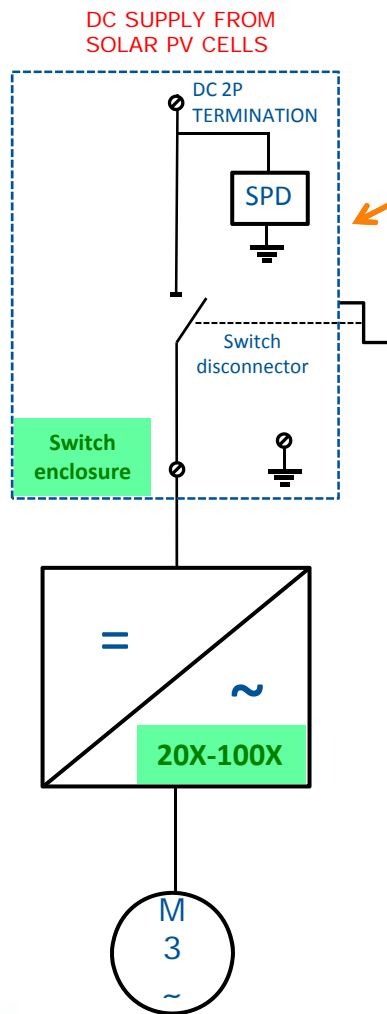 DC SUPPLY FROM
SOLAR PV CELLS
DC 2P
TERMINATION
SPD
Switch
disconnector
Switch
enclosure
=
~
20X-100X
M
3
~